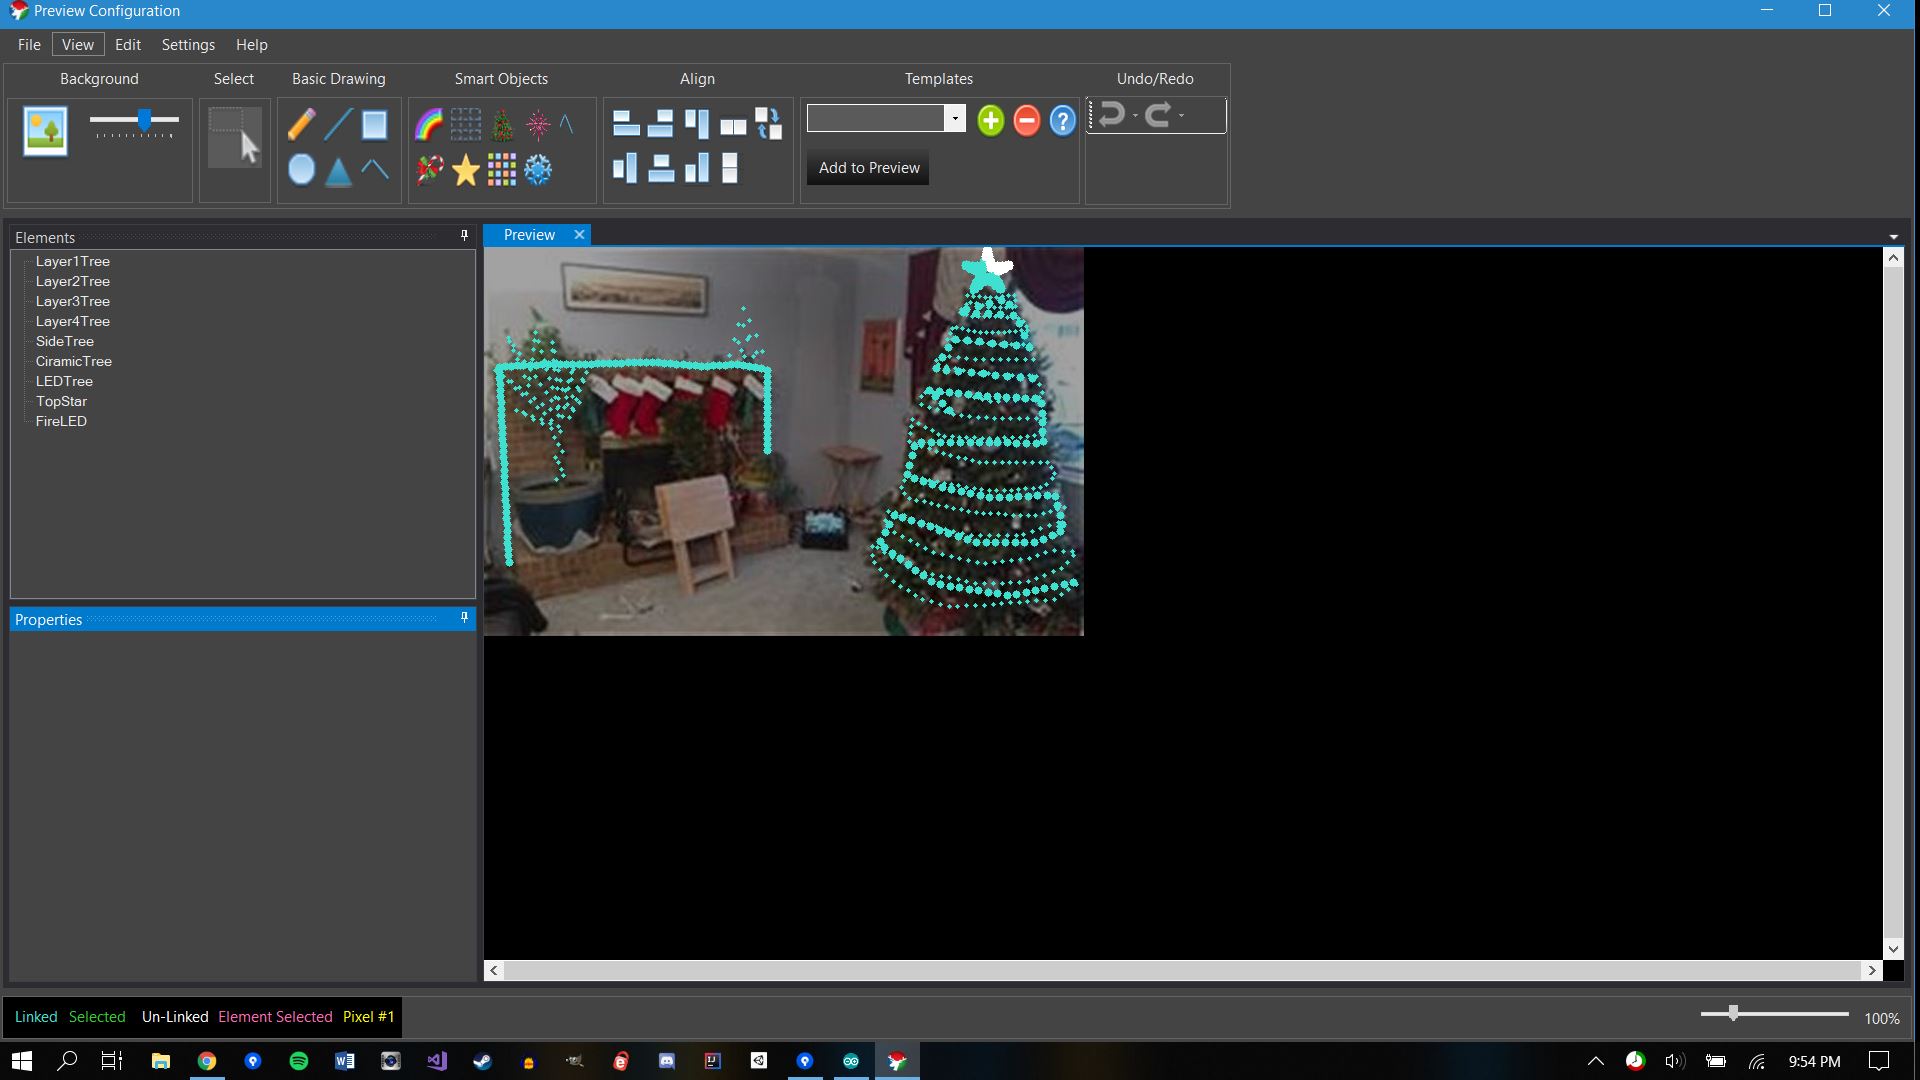 Preview Configuration
File View Edit Settings Help
Background Select Basic Drawing Smart Objects Align Templates Undo/Redo
Add to Preview
Elements
Layer1Tree
Layer2Tree
Layer3Tree
Layer4Tree
SideTree
CiramicTree
LEDTree
TopStar
FireLED
Properties
Preview
Linked Selected Un-Linked Element Selected Pixel #1
100%
9:54 PM